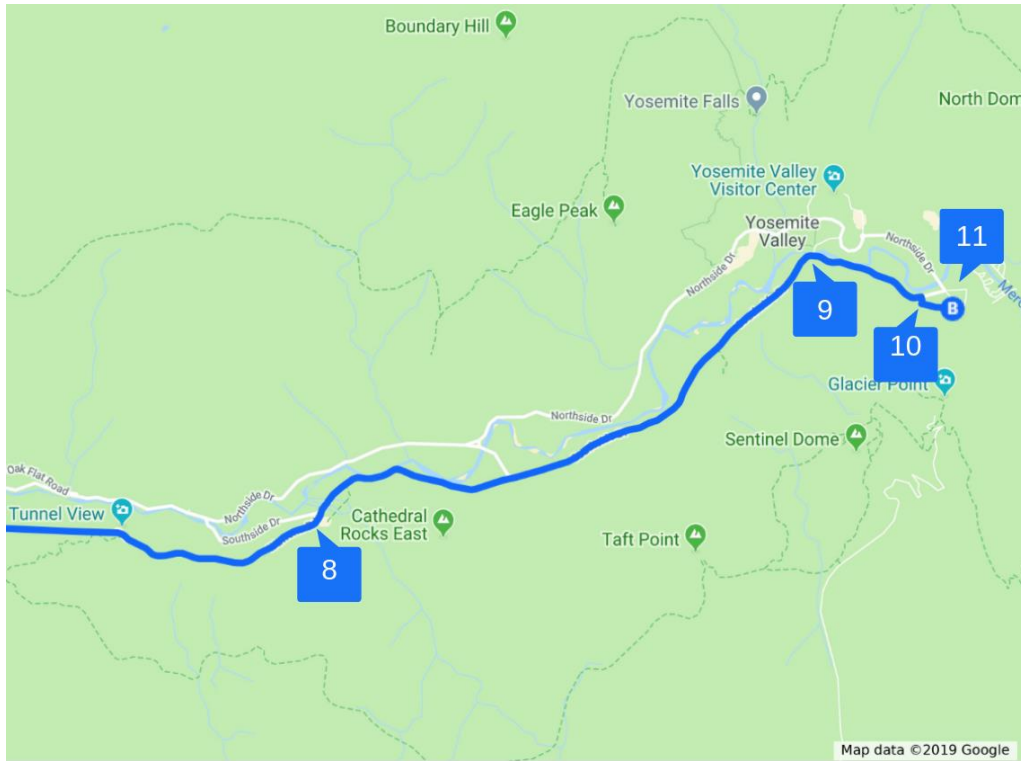 Boundary Hill
Yosemite Falls
North Dom
Yosemite Valley
Visitor Center
Eagle Peak
Yosemite
Valley
Northside Dr
11
Northside Dr
Merc
9
B
10
Glacier Point
Northside Dr
Sentinel Dome
Oak Flat Road
Northside Dr
Tunnel View
Southside Dr
Cathedral
Rocks East
Taft Point
8
Map data ©2019 Google